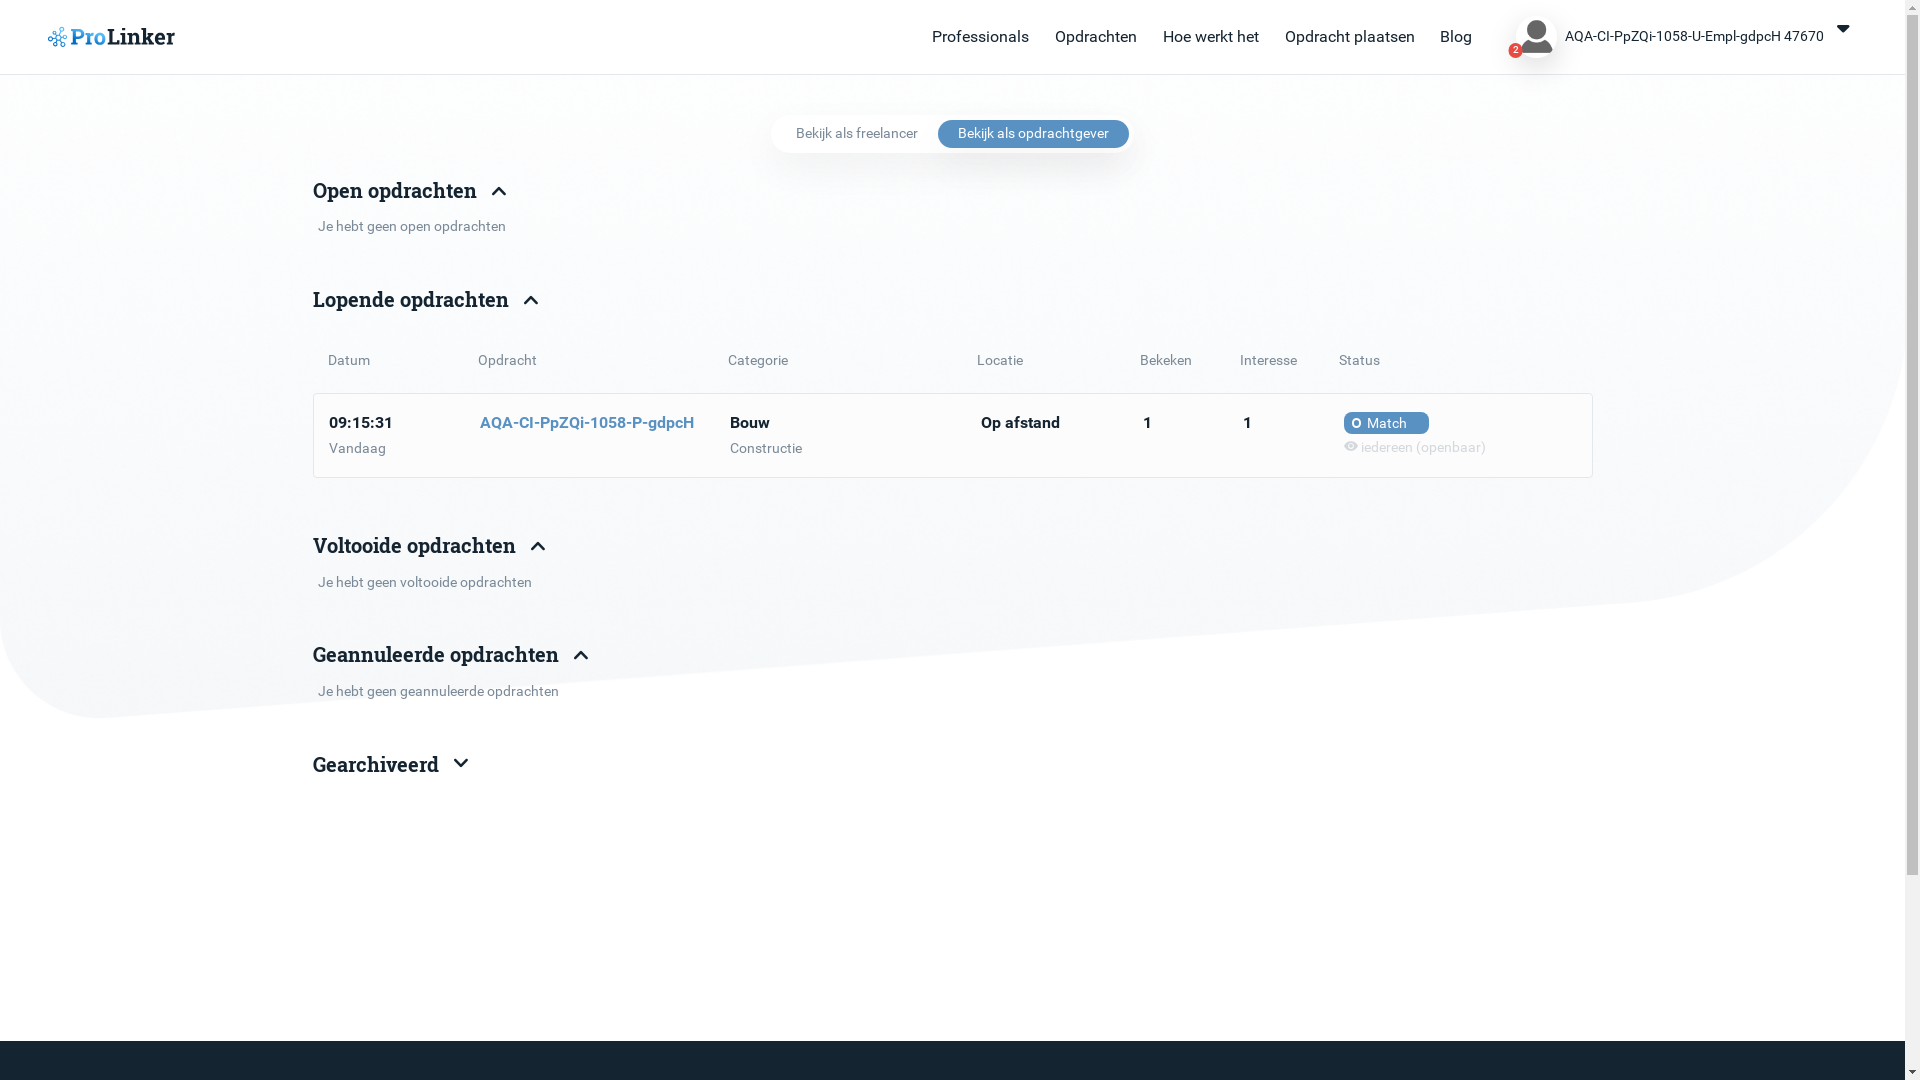 ProLinker
Professionals Opdrachten Hoe werkt het Opdracht plaatsen Blog 2 AQA-CI-PpZQi-1058-U-Empl-gdpcH 47670
Bekijk als freelancer Bekijk als opdrachtgever
Open opdrachten
Je hebt geen open opdrachten
Lopende opdrachten
Datum Opdracht Categorie Locatie Bekeken Interesse Status
09:15:31 AQA-CI-PpZQi-1058-P-gdpcH Bouw Op afstand 1 1 Match
Vandaag Constructie iedereen (openbaar)
Voltooide opdrachten
Je hebt geen voltooide opdrachten
Geannuleerde opdrachten
Je hebt geen geannuleerde opdrachten
Gearchiveerd